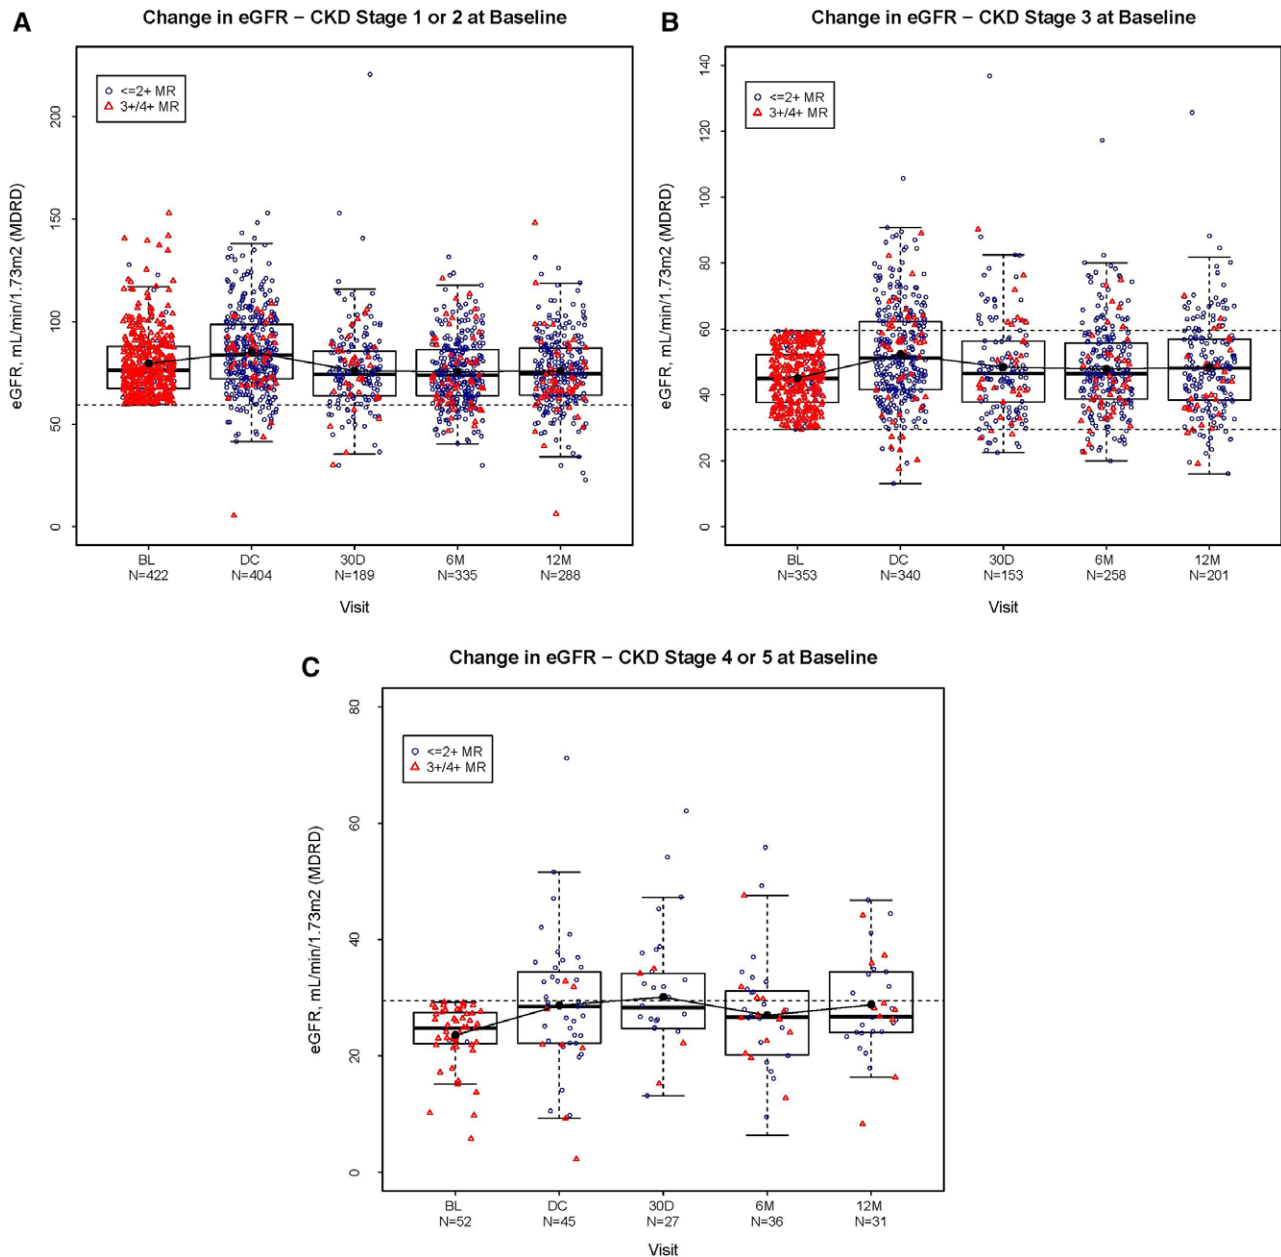 A
Change in eGFR – CKD Stage 1 or 2 at Baseline
<=2+ MR
3+/4+ MR
eGFR, mL/min/1.73m2 (MDRD)
200
150
100
50
0
BL DC 30D 6M 12M
N=422 N=404 N=189 N=335 N=288
Visit
B
Change in eGFR – CKD Stage 3 at Baseline
<=2+ MR
3+/4+ MR
eGFR, mL/min/1.73m2 (MDRD)
140
120
100
80
60
40
20
0
BL DC 30D 6M 12M
N=353 N=340 N=153 N=258 N=201
Visit
C
Change in eGFR – CKD Stage 4 or 5 at Baseline
<=2+ MR
3+/4+ MR
eGFR, mL/min/1.73m2 (MDRD)
80
60
40
20
0
BL DC 30D 6M 12M
N=52 N=45 N=27 N=36 N=31
Visit